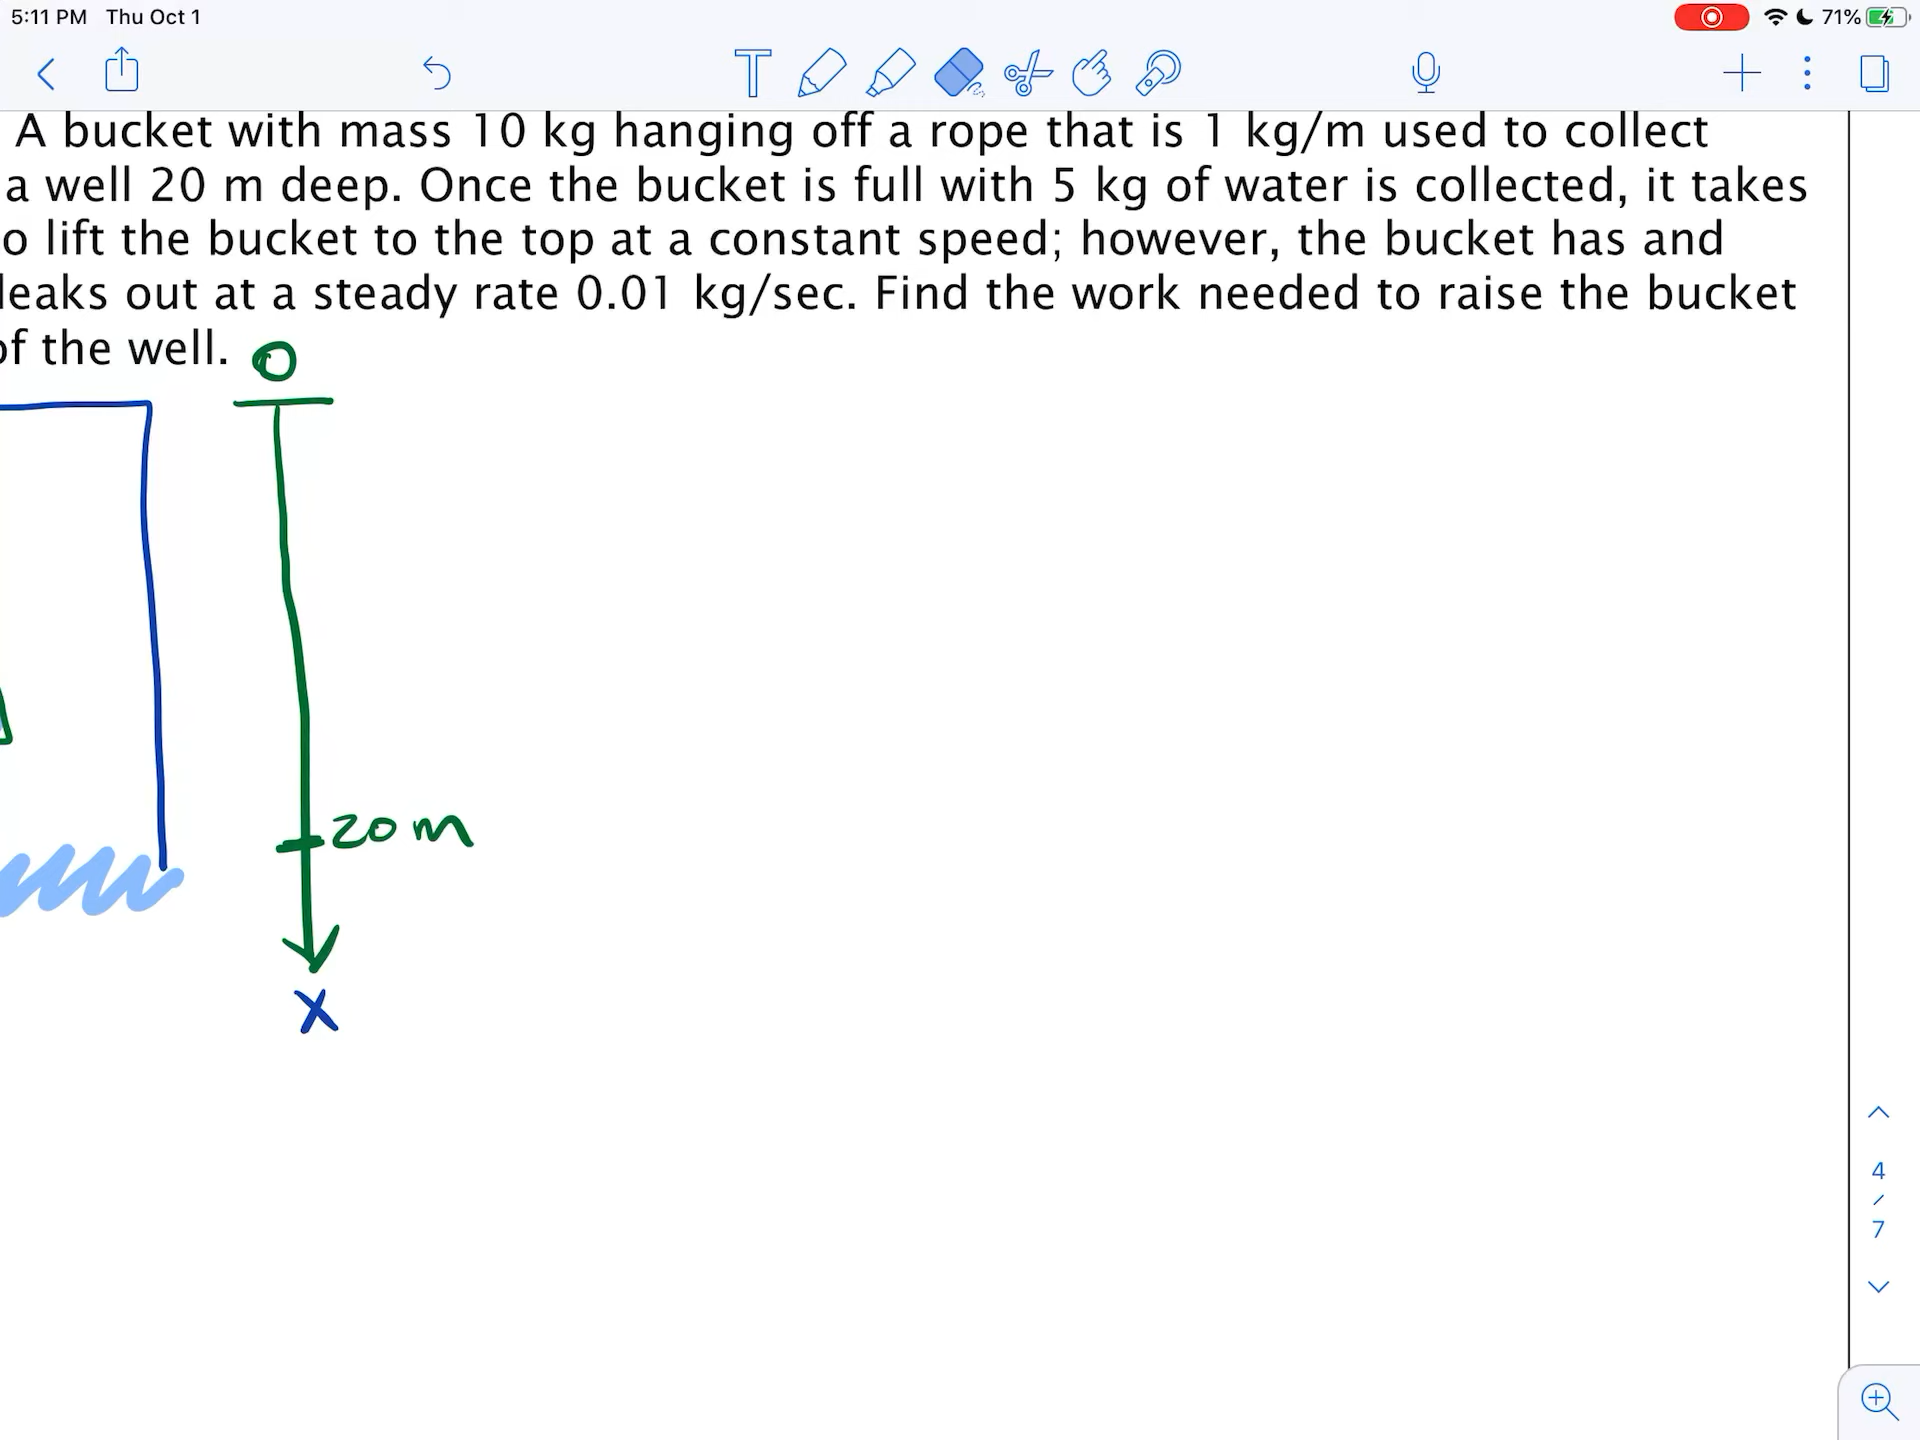 5:11 PM Thu Oct 1
71%
T
A bucket with mass 10 kg hanging off a rope that is 1 kg/m used to collect
a well 20 m deep. Once the bucket is full with 5 kg of water is collected, it takes
o lift the bucket to the top at a constant speed; however, the bucket has and
leaks out at a steady rate 0.01 kg/sec. Find the work needed to raise the bucket
of the well.
0
20 m
x
4
/
7